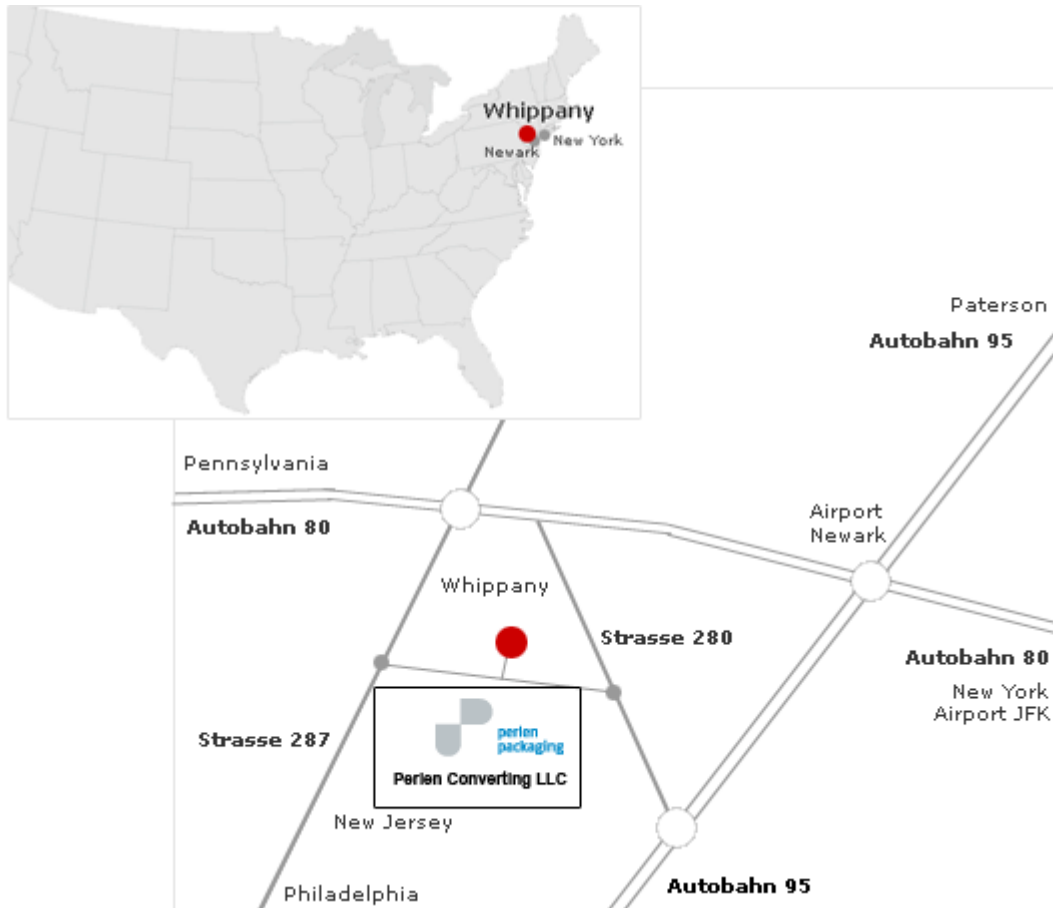 Whippany
New York
Newark
Paterson
Autobahn 95
Pennsylvania
Autobahn 80
Airport
Newark
Whippany
Strasse 280
Autobahn 80
New York
Airport JFK
Strasse 287
perlen
packaging
Perlen Converting LLC
New Jersey
Philadelphia
Autobahn 95